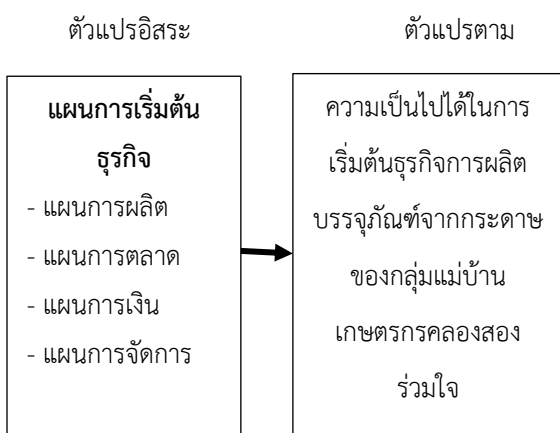 ตัวแปรอิสระ
ตัวแปรตาม
แผนการเริ่มต้น
ธุรกิจ
- แผนการผลิต
- แผนการตลาด
- แผนการเงิน
- แผนการจัดการ
ความเป็นไปได้ในการ
เริ่มต้นธุรกิจการผลิต
บรรจุภัณฑ์จากกระดาษ
ของกลุ่มแม่บ้าน
เกษตรกรคลองสอง
ร่วมใจ